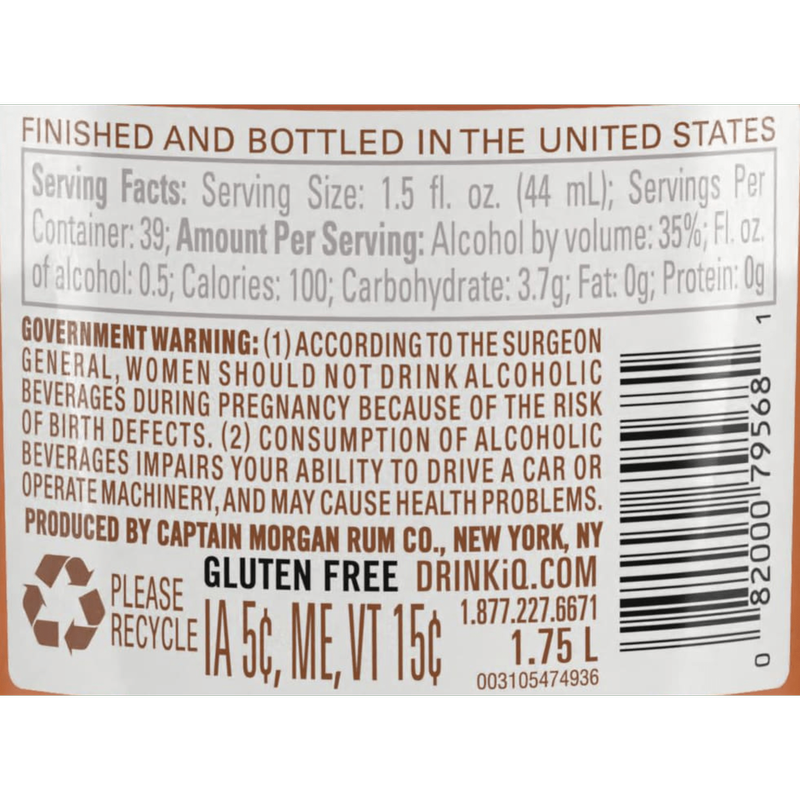 FINISHED AND BOTTLED IN THE UNITED STATES
Serving Facts: Serving Size: 1.5 fl. oz. (44 mL); Servings Per
Container: 39; Amount Per Serving: Alcohol by volume: 35%; Fl. oz.
of alcohol: 0.5; Calories: 100; Carbohydrate: 3.7g; Fat: 0g; Protein: 0g
GOVERNMENT WARNING: (1) ACCORDING TO THE SURGEON
GENERAL, WOMEN SHOULD NOT DRINK ALCOHOLIC
BEVERAGES DURING PREGNANCY BECAUSE OF THE RISK
OF BIRTH DEFECTS. (2) CONSUMPTION OF ALCOHOLIC
BEVERAGES IMPAIRS YOUR ABILITY TO DRIVE A CAR OR
OPERATE MACHINERY, AND MAY CAUSE HEALTH PROBLEMS.
PRODUCED BY CAPTAIN MORGAN RUM CO., NEW YORK, NY
GLUTEN FREE DRINKiQ.COM
PLEASE
RECYCLE
IA 5¢, ME, VT 15¢
1.877.227.6671
1.75 L
003105474936
0 82000 79568 1